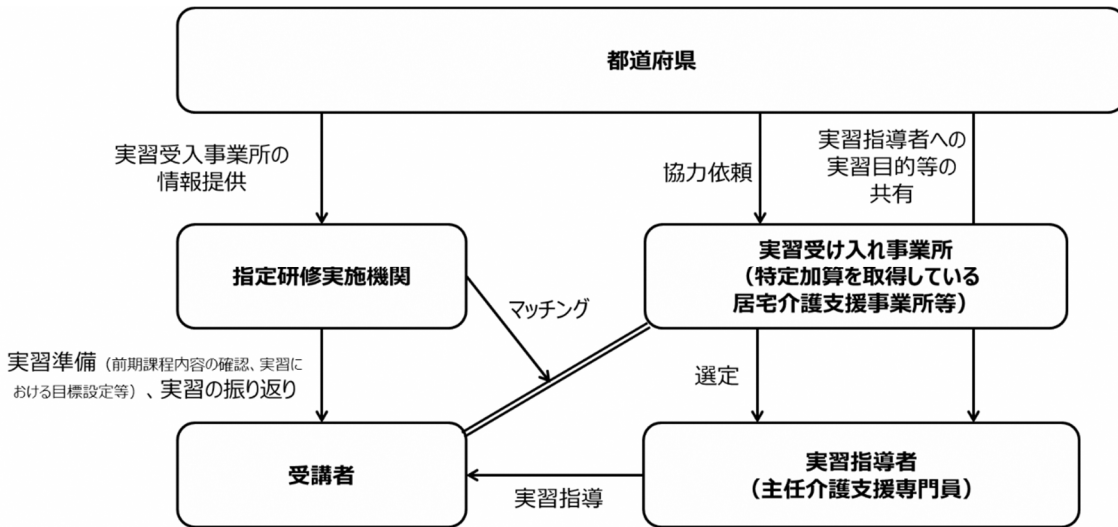 都道府県
実習受入事業所の
情報提供
協力依頼
実習指導者への
実習目的等の
共有
指定研修実施機関
実習受け入れ事業所
（特定加算を取得している
居宅介護支援事業所等）
マッチング
実習準備（前期課程内容の確認、実習に
おける目標設定等）、実習の振り返り
選定
受講者
実習指導
実習指導者
（主任介護支援専門員）